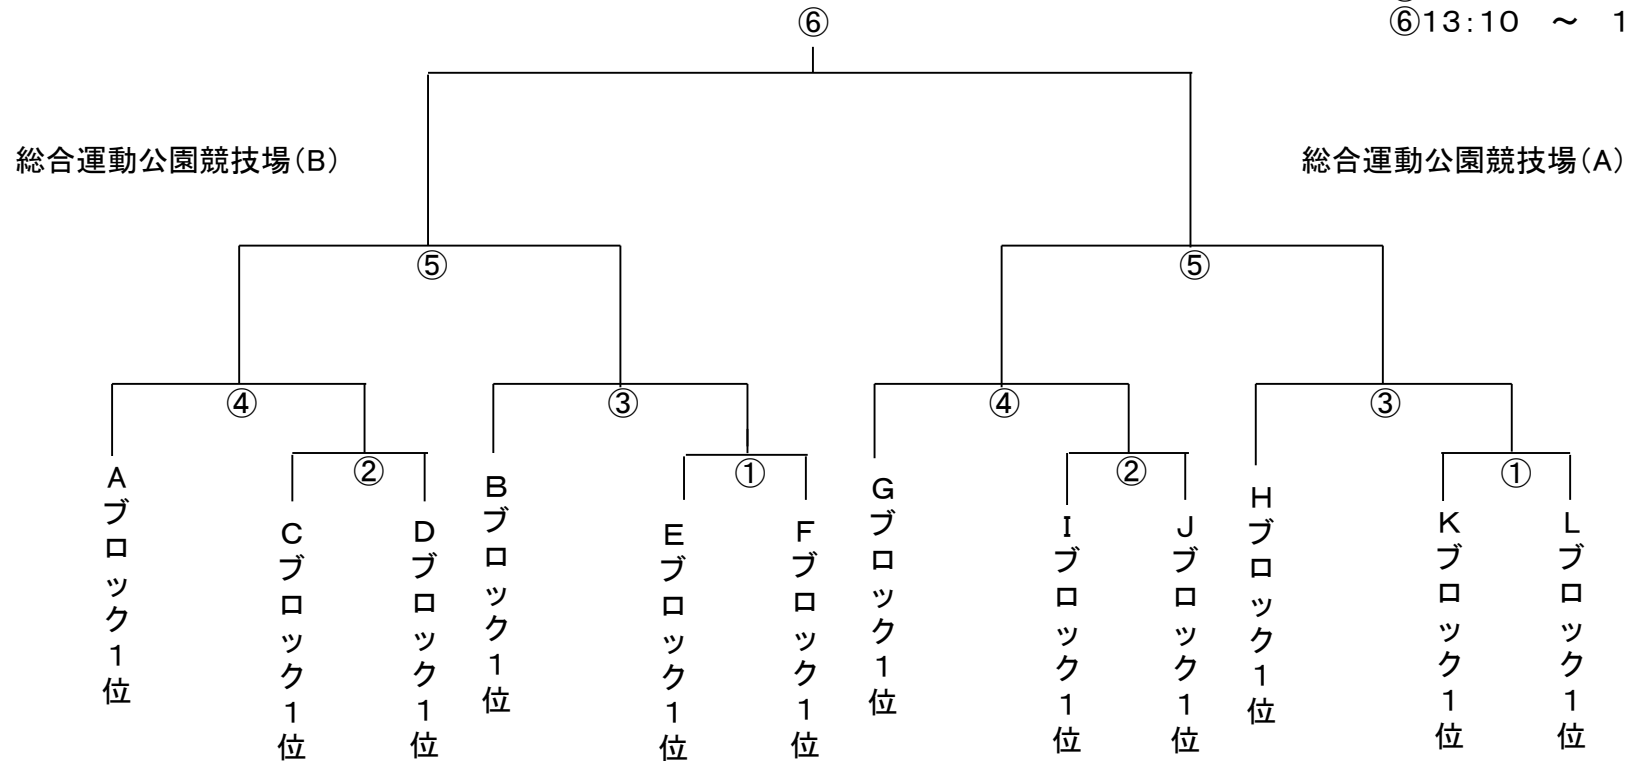 ⑥
⑥13:10 ～ 1
総合運動公園競技場(B)
総合運動公園競技場(A)
⑤
⑤
④
③
④
③
②
①
②
①
Aブロック1位
Cブロック1位
Dブロック1位
Bブロック1位
Eブロック1位
Fブロック1位
Gブロック1位
Iブロック1位
Jブロック1位
Hブロック1位
Kブロック1位
Lブロック1位